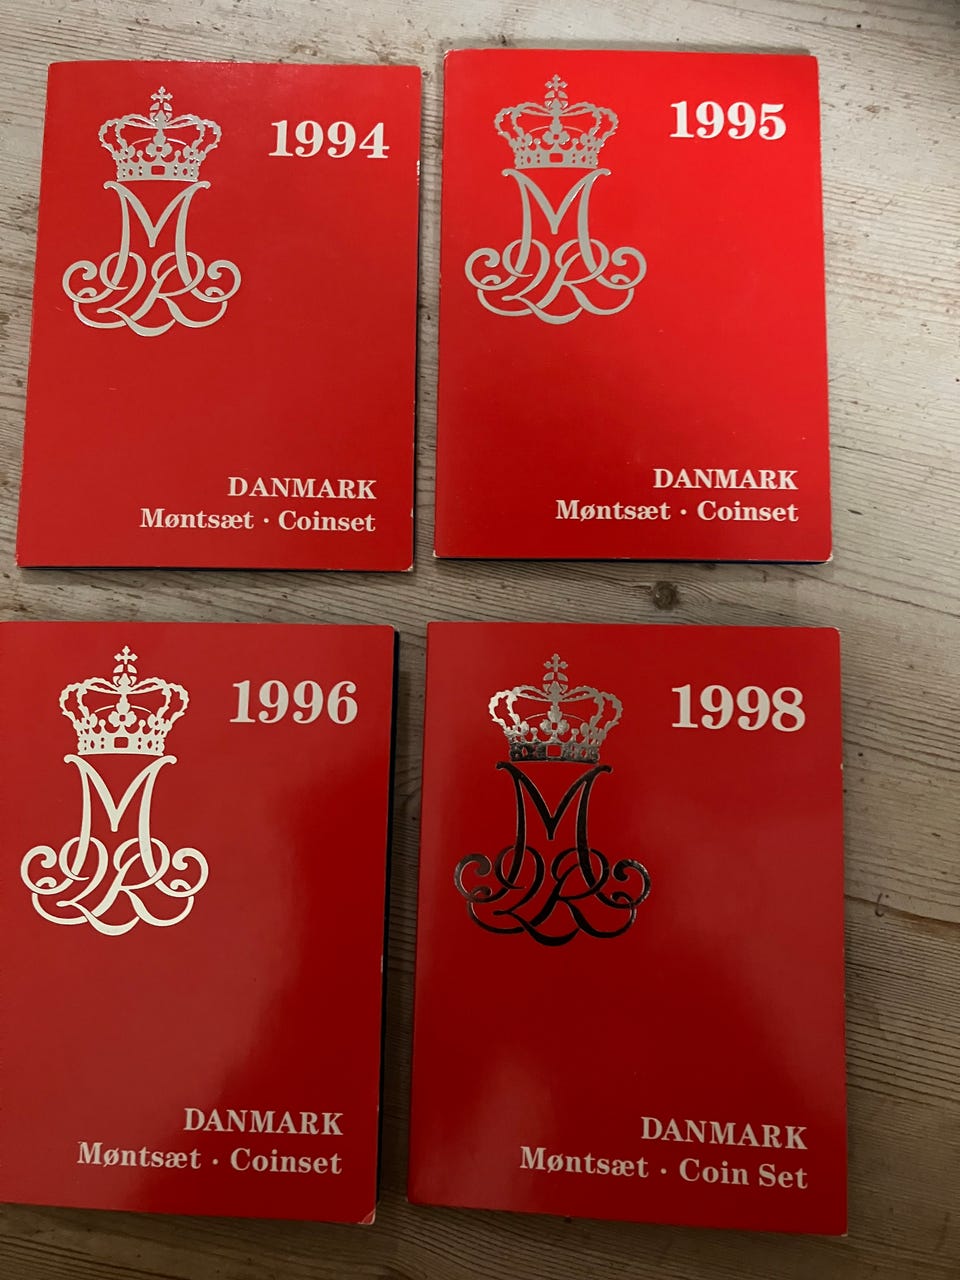 1994
DANMARK
Møntsæt · Coinset
1995
DANMARK
Møntsæt · Coinset
1996
DANMARK
Møntsæt · Coinset
1998
DANMARK
Møntsæt · Coin Set